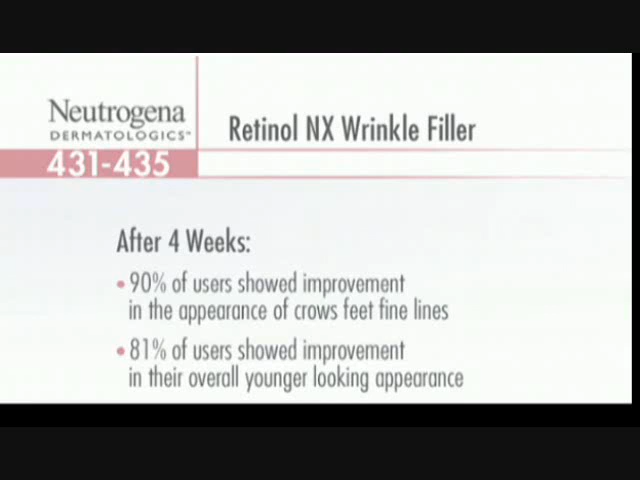 Neutrogena
DERMATOLOGICS™
431-435
Retinol NX Wrinkle Filler
After 4 Weeks:
• 90% of users showed improvement
in the appearance of crows feet fine lines
• 81% of users showed improvement
in their overall younger looking appearance